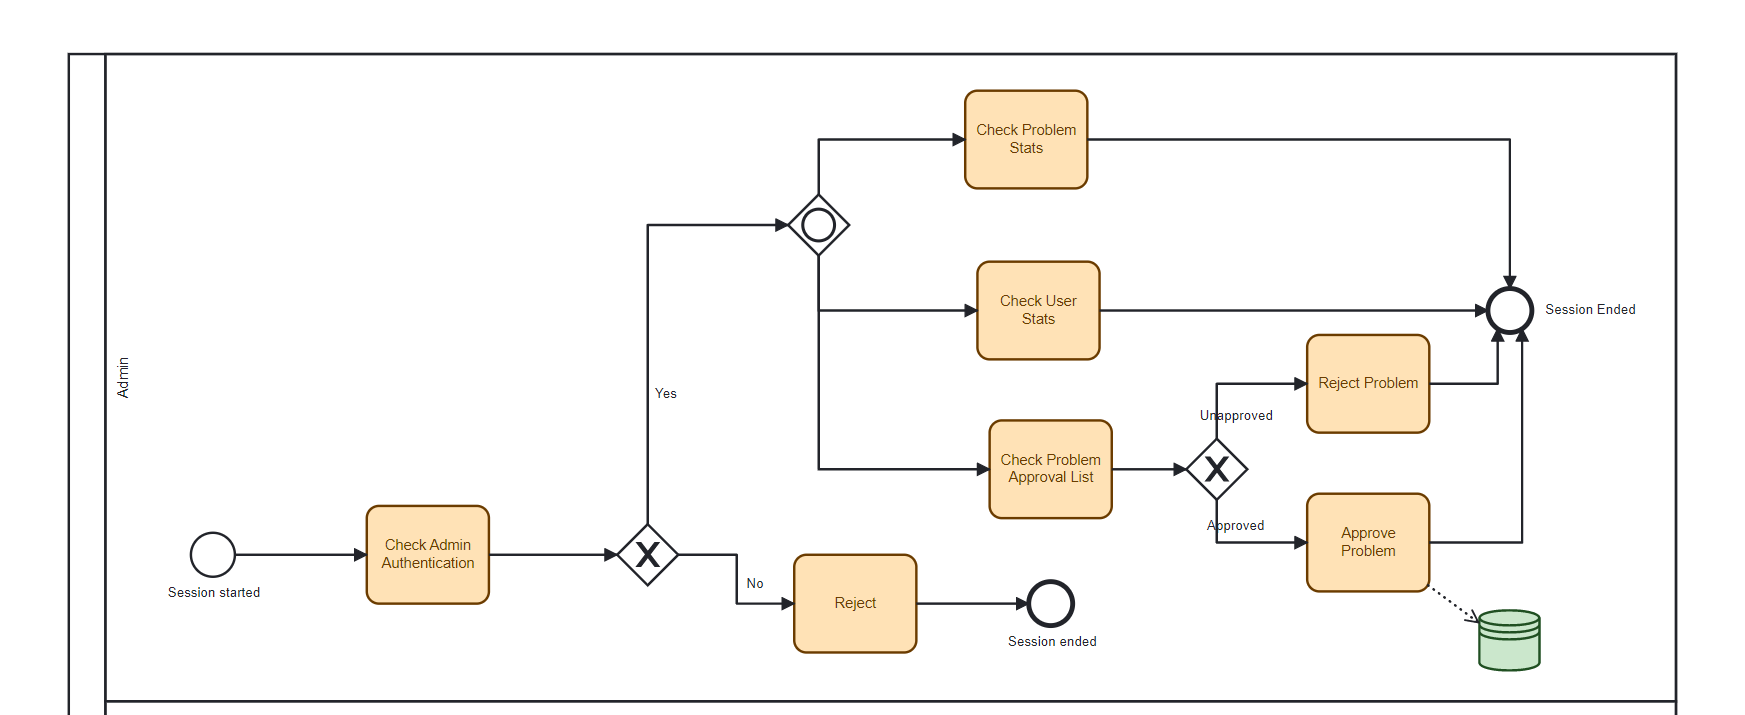 Admin
Check Problem
Stats
Check User
Stats
Session Ended
Reject Problem
Yes
Unapproved
Check Problem
Approval List
Approved
Approve
Problem
Check Admin
Authentication
Session started
No
Reject
Session ended